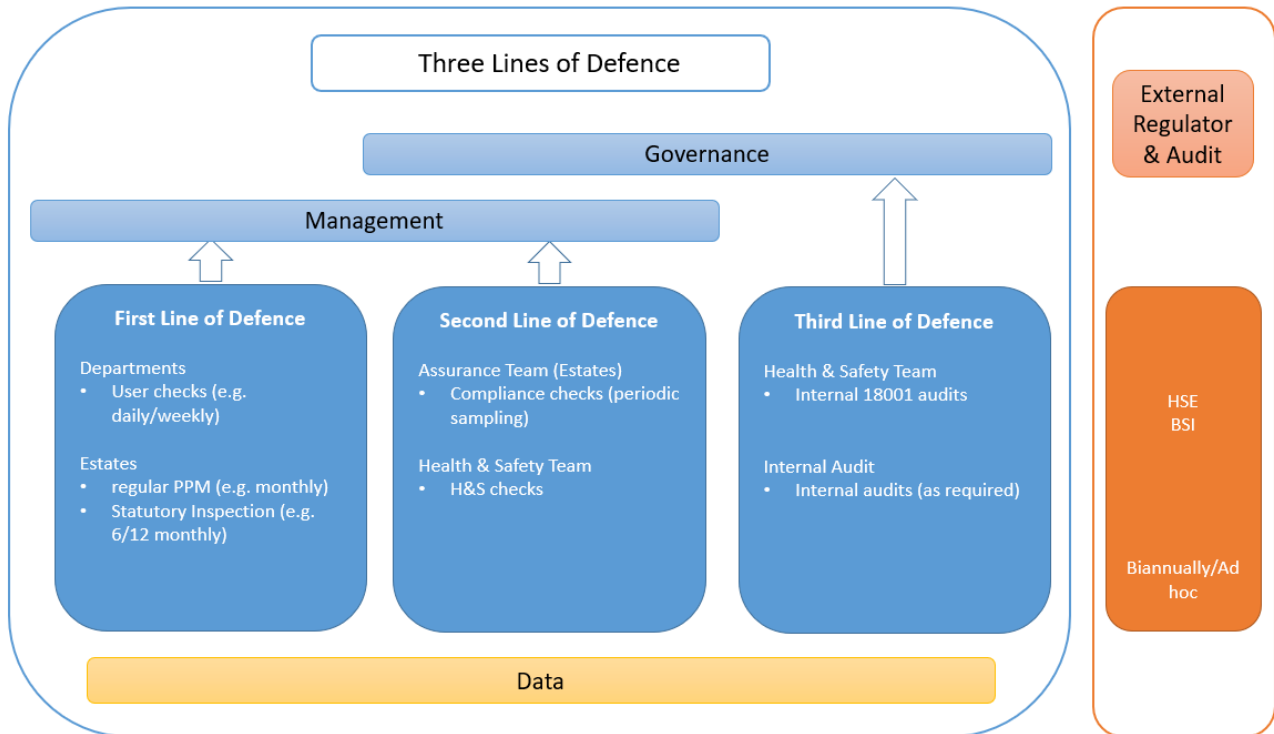 Three Lines of Defence
Governance
Management
First Line of Defence
Departments
• User checks (e.g.
daily/weekly)
Estates
• regular PPM (e.g. monthly)
• Statutory Inspection (e.g.
6/12 monthly)
Second Line of Defence
Assurance Team (Estates)
• Compliance checks (periodic
sampling)
Health & Safety Team
• H&S checks
Third Line of Defence
Health & Safety Team
• Internal 18001 audits
Internal Audit
• Internal audits (as required)
Data
External
Regulator
& Audit
HSE
BSI
Biannually/Ad
hoc